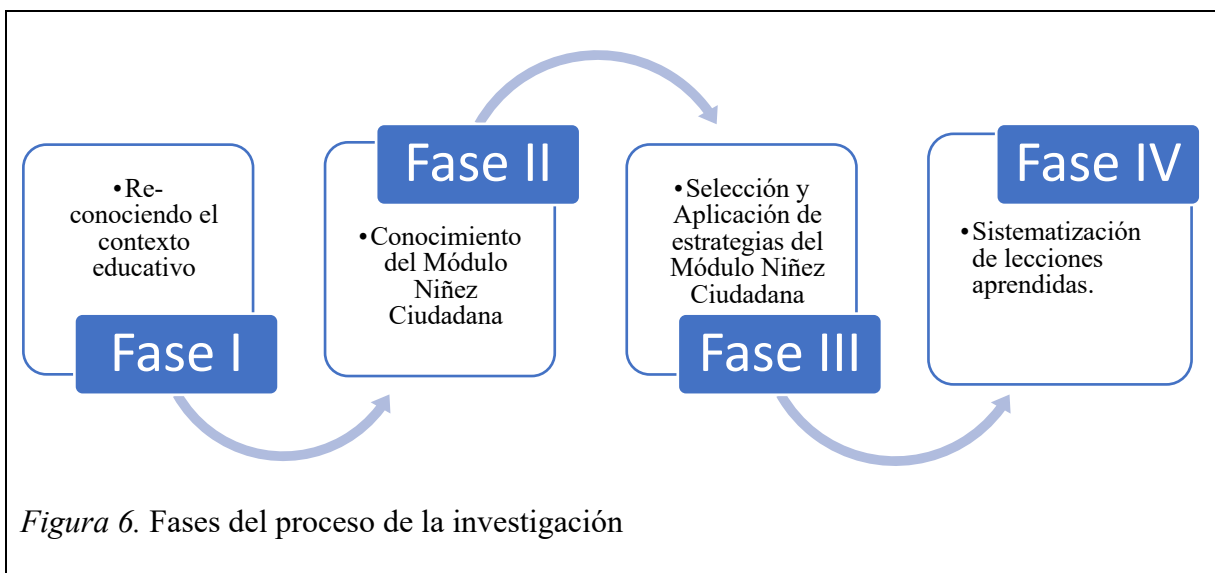 •Re-
conociendo el
contexto
educativo
Fase I
Fase II
•Conocimiento
del Módulo
Niñez
Ciudadana
•Selección y
Aplicación de
estrategias del
Módulo Niñez
Ciudadana
Fase III
Fase IV
•Sistematización
de lecciones
aprendidas.
Figura 6. Fases del proceso de la investigación